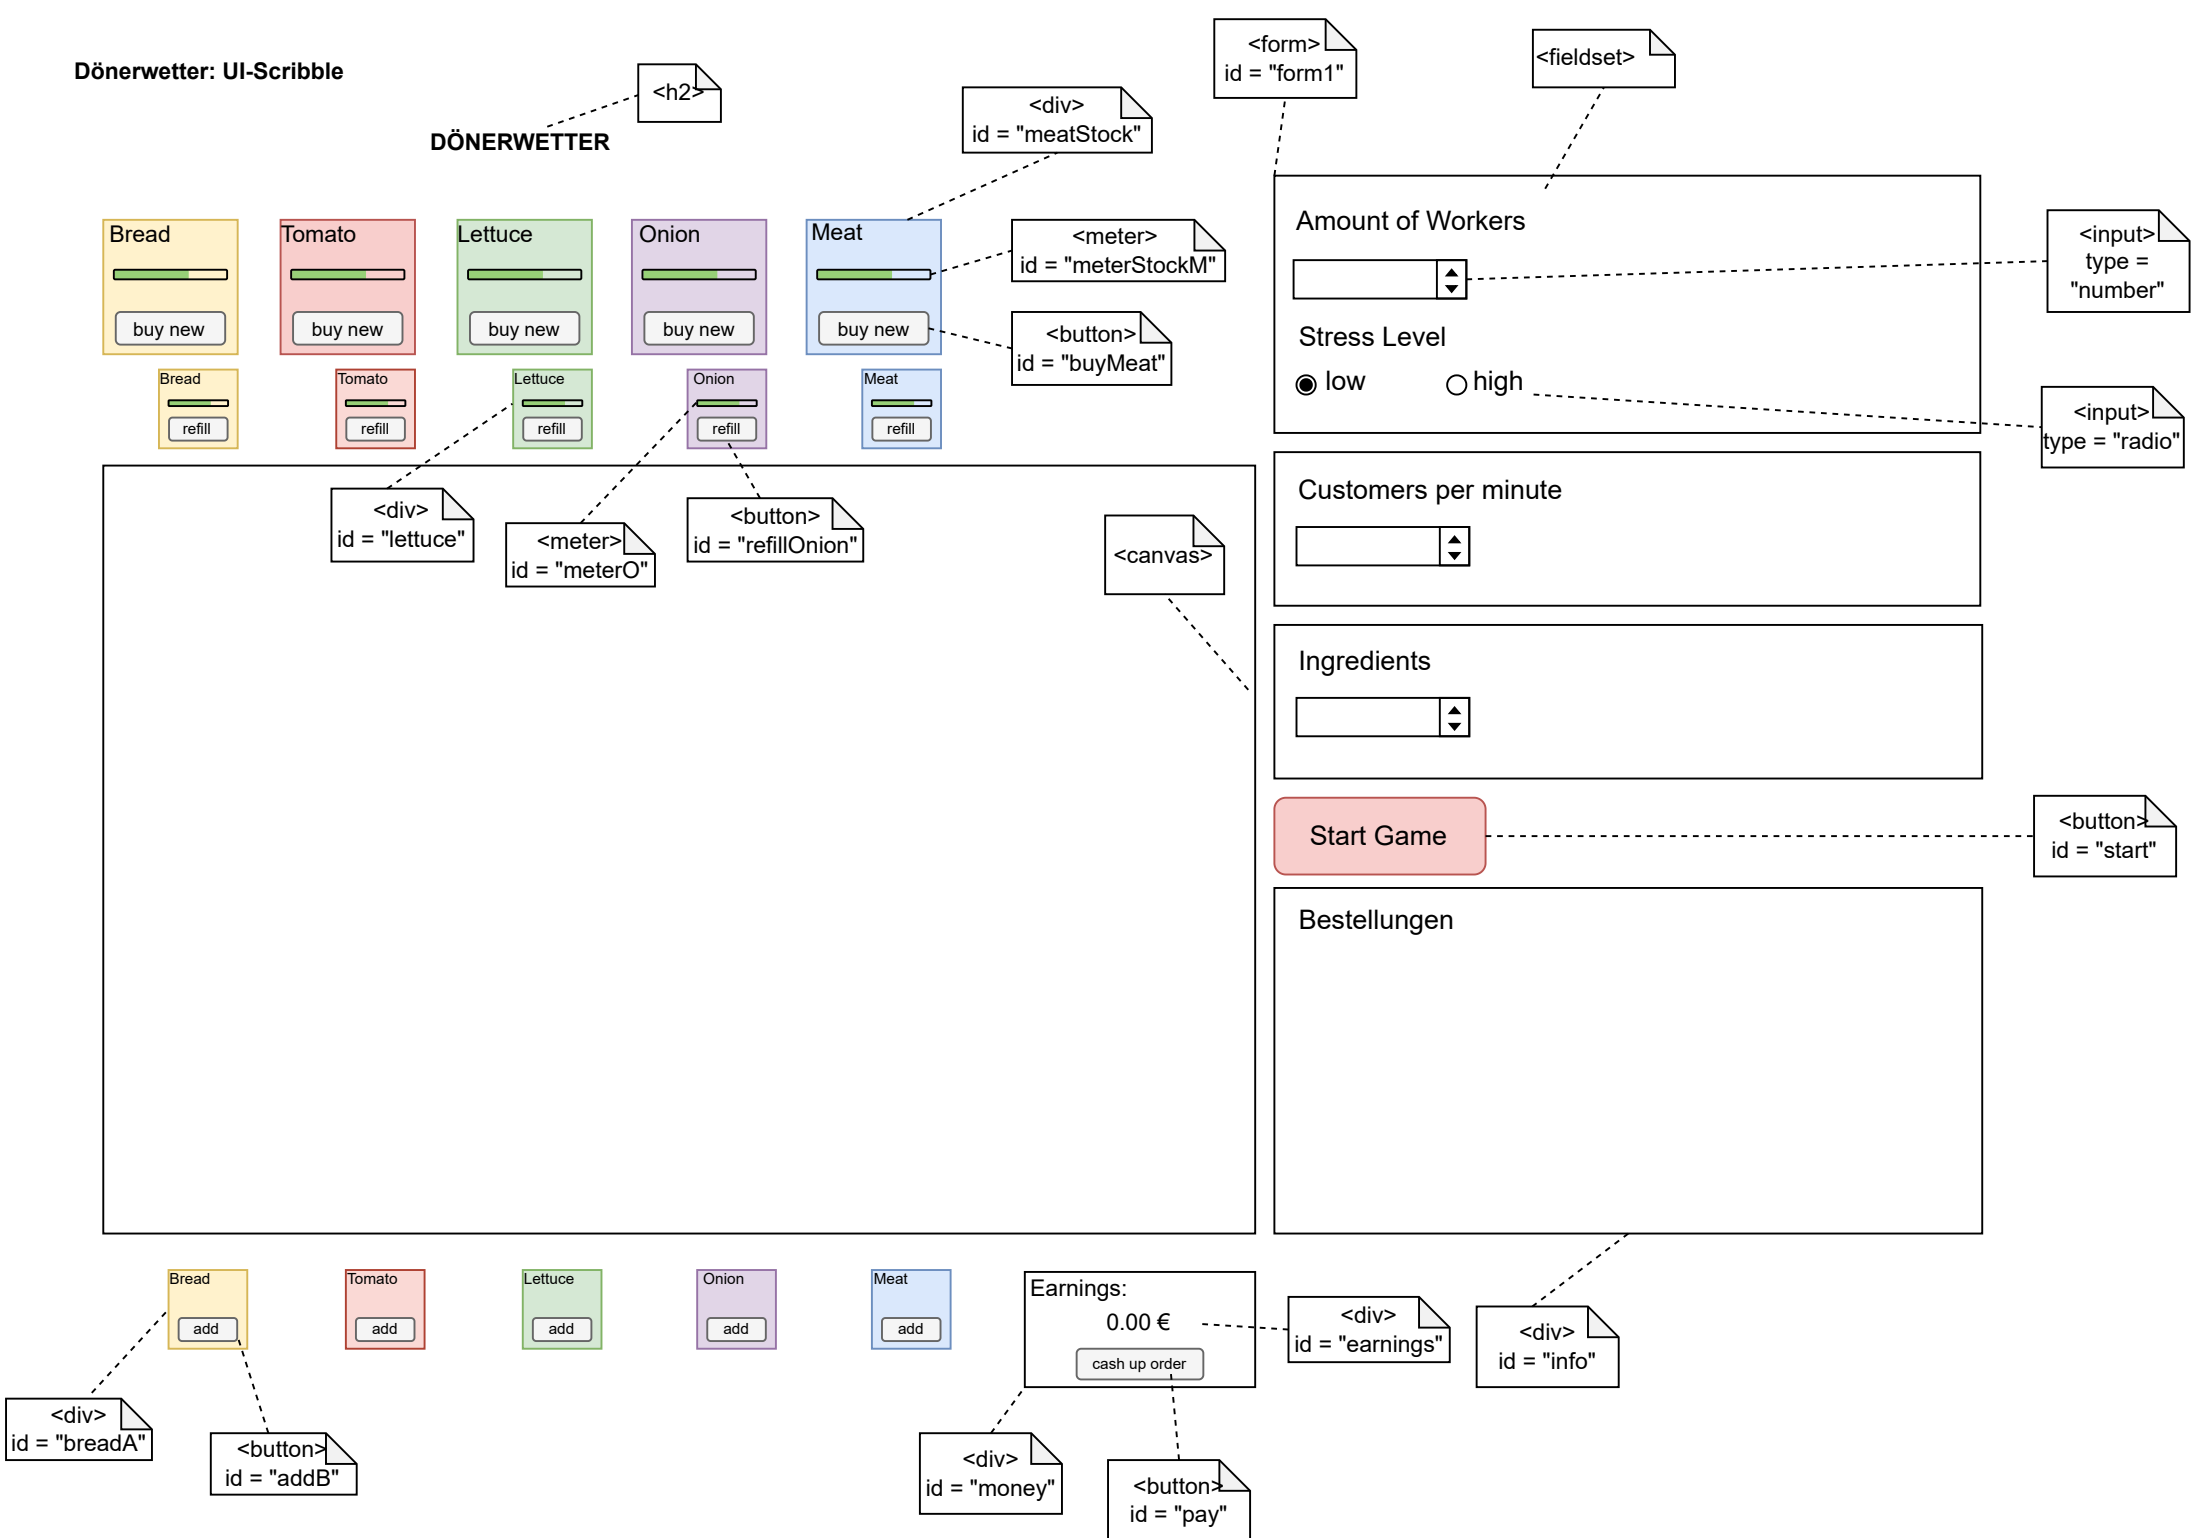 Dönerwetter: UI-Scribble
<h2>
DÖNERWETTER
<div>
id = "meatStock"
<form>
id = "form1"
<fieldset>
Bread
Tomato
Lettuce
Onion
Meat
buy new
buy new
buy new
buy new
buy new
<meter>
id = "meterStockM"
<button>
id = "buyMeat"
Bread
Tomato
Lettuce
Onion
Meat
refill
refill
refill
refill
refill
<div>
id = "lettuce"
<meter>
id = "meterO"
<button>
id = "refillOnion"
<canvas>
Amount of Workers
<input>
type =
"number"
Stress Level
low
high
<input>
type = "radio"
Customers per minute
Ingredients
Start Game
<button>
id = "start"
Bestellungen
Bread
Tomato
Lettuce
Onion
Meat
add
add
add
add
add
Earnings:
0.00 €
cash up order
<div>
id = "earnings"
<div>
id = "info"
<div>
id = "breadA"
<button>
id = "addB"
<div>
id = "money"
<button>
id = "pay"